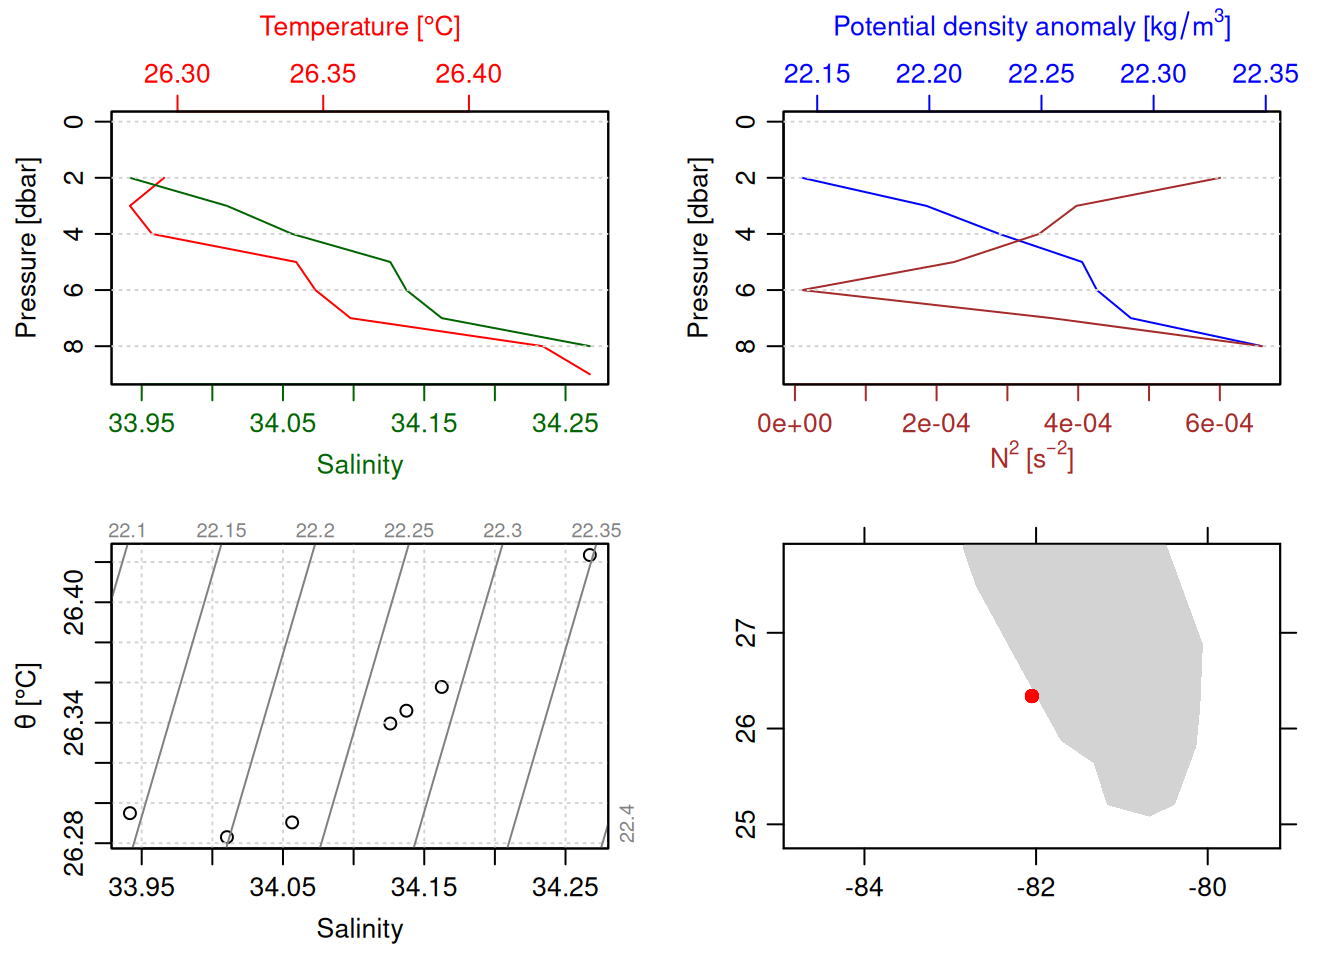 Temperature [°C]
26.30 26.35 26.40
Pressure [dbar]
0 2 4 6 8
33.95 34.05 34.15 34.25
Salinity
Potential density anomaly [kg/m³]
22.15 22.20 22.25 22.30 22.35
Pressure [dbar]
0 2 4 6 8
0e+00 2e-04 4e-04 6e-04
N² [s⁻²]
22.1 22.15 22.2 22.25 22.3 22.35
22.4
θ [°C]
26.28 26.34 26.40
33.95 34.05 34.15 34.25
Salinity
27
26
25
-84 -82 -80